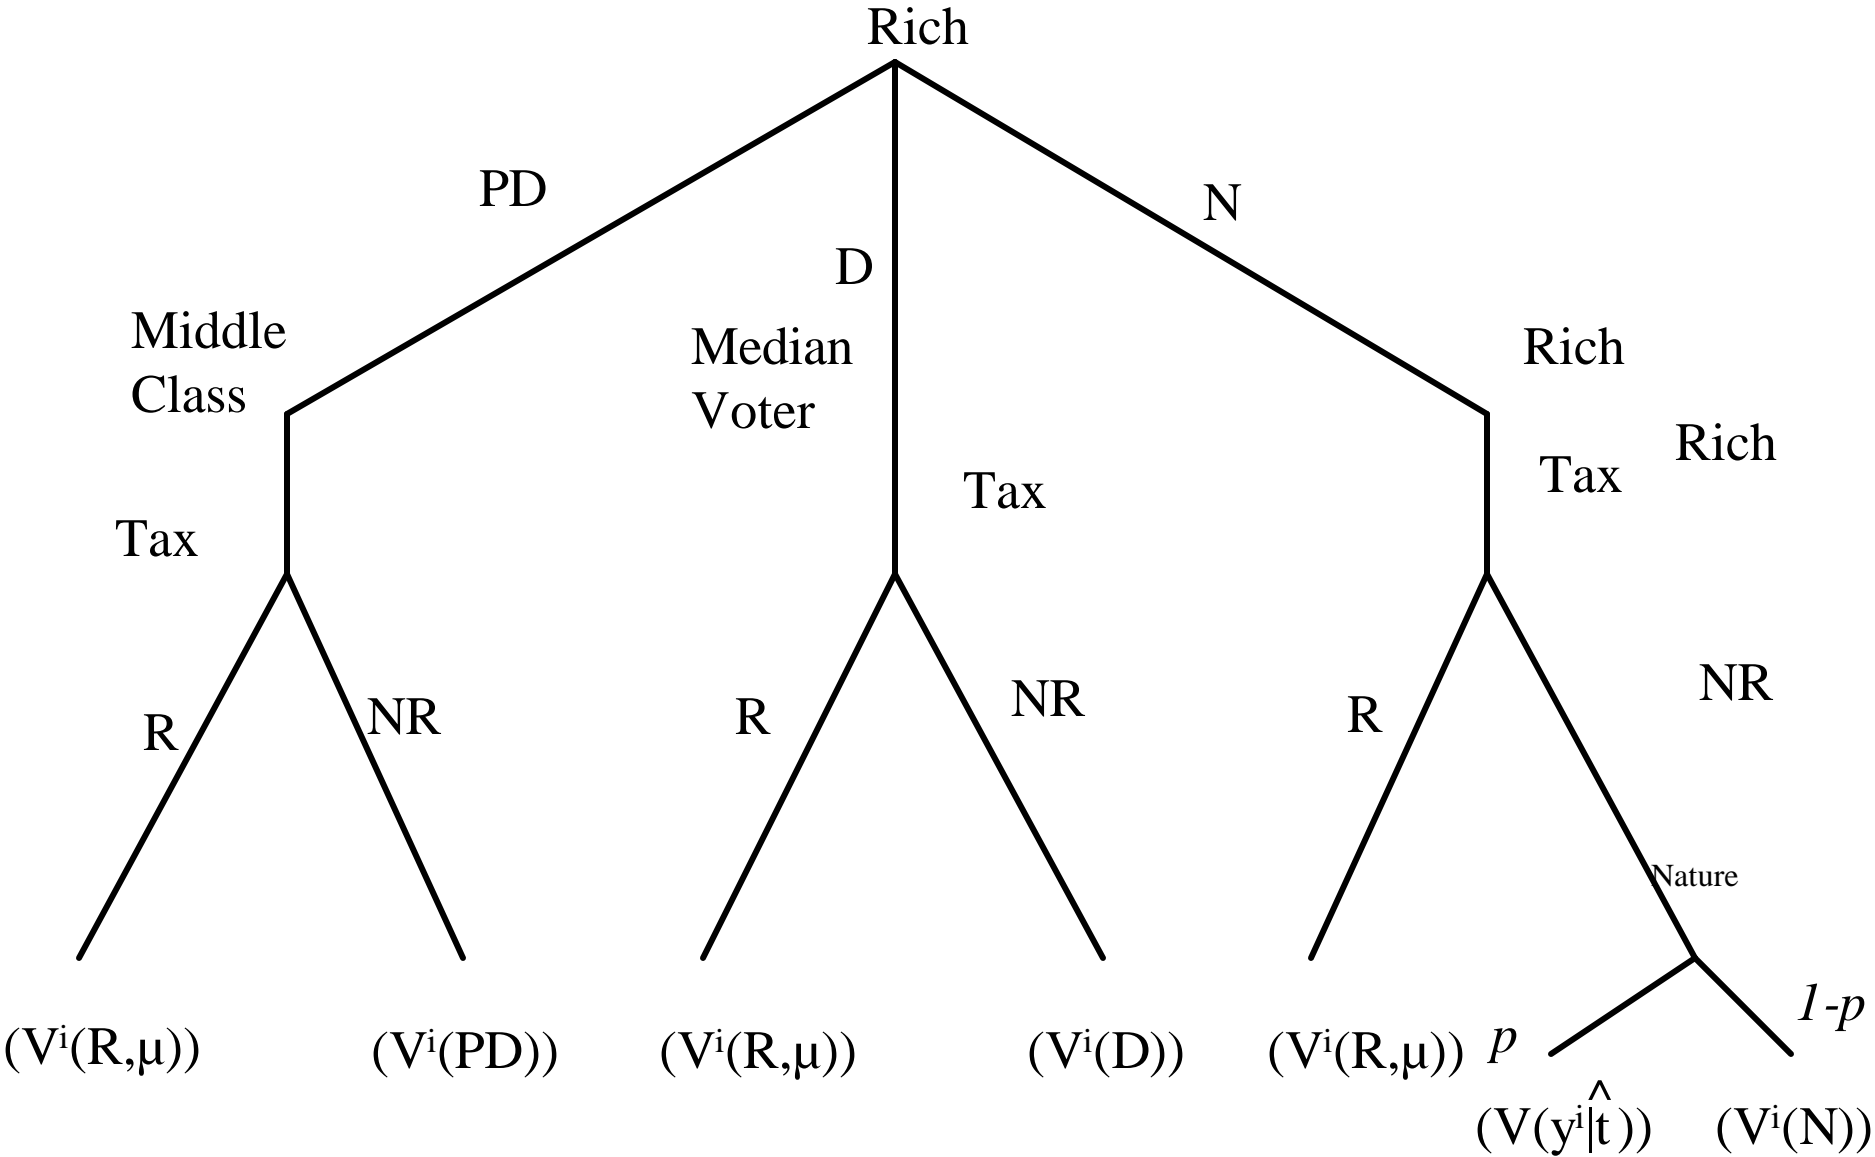 Rich
PD
N
D
Middle
Class
Median
Voter
Rich
Rich
Tax
Tax
Tax
R
NR
R
NR
R
NR
Nature
1-p
p
(Vⁱ(R,μ))
(Vⁱ(PD))
(Vⁱ(R,μ))
(Vⁱ(D))
(Vⁱ(R,μ))
(V(yⁱ|t̂))
(Vⁱ(N))